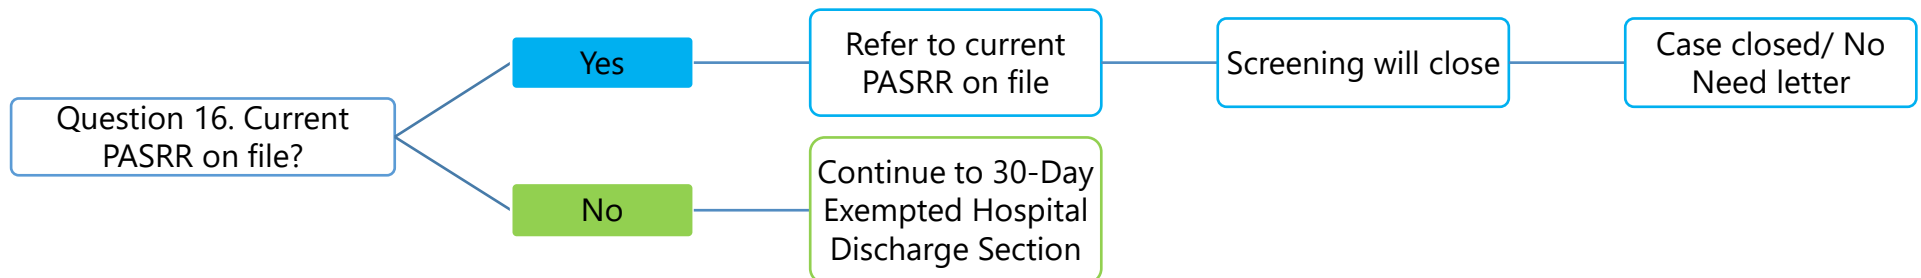 Question 16. Current
PASRR on file?
Yes
Refer to current
PASRR on file
Screening will close
Case closed/ No
Need letter
No
Continue to 30-Day
Exempted Hospital
Discharge Section